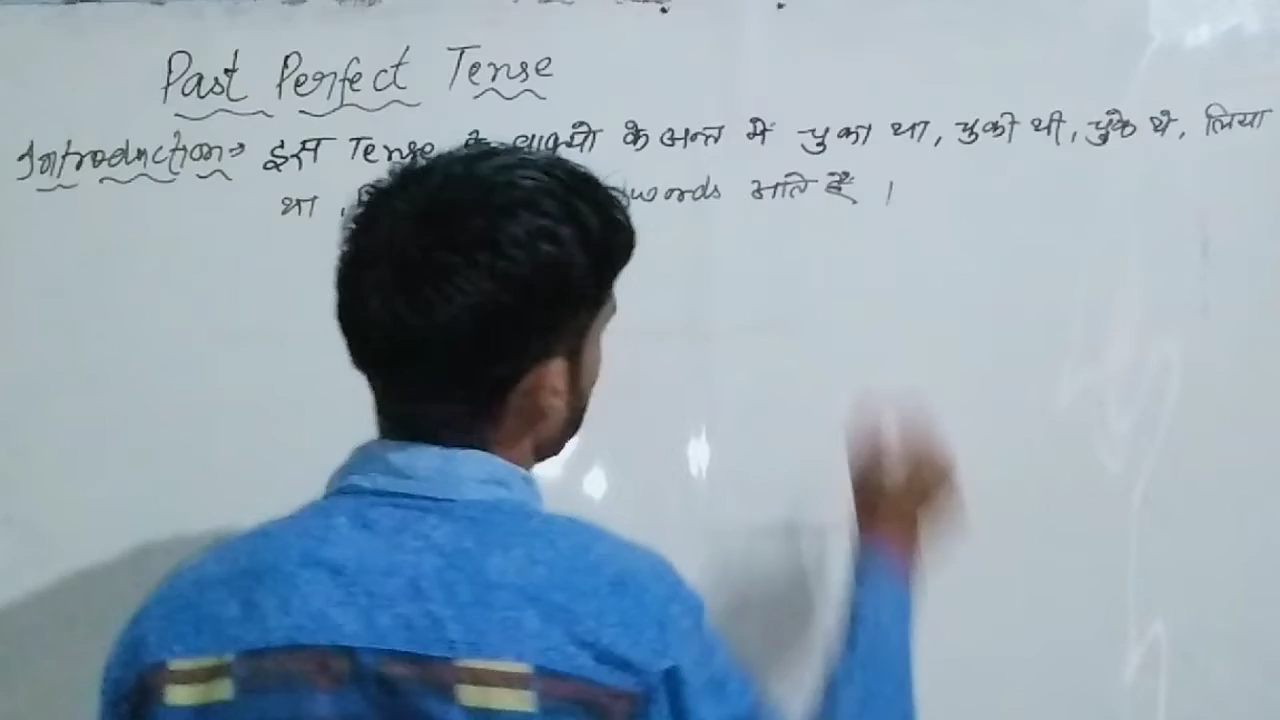 Past Perfect Tense
Introduction⇒ इस Tense के वाक्यो के अन्त में चुका था, चुकी थी, चुके थे, लिया
था, words आते हैं ।